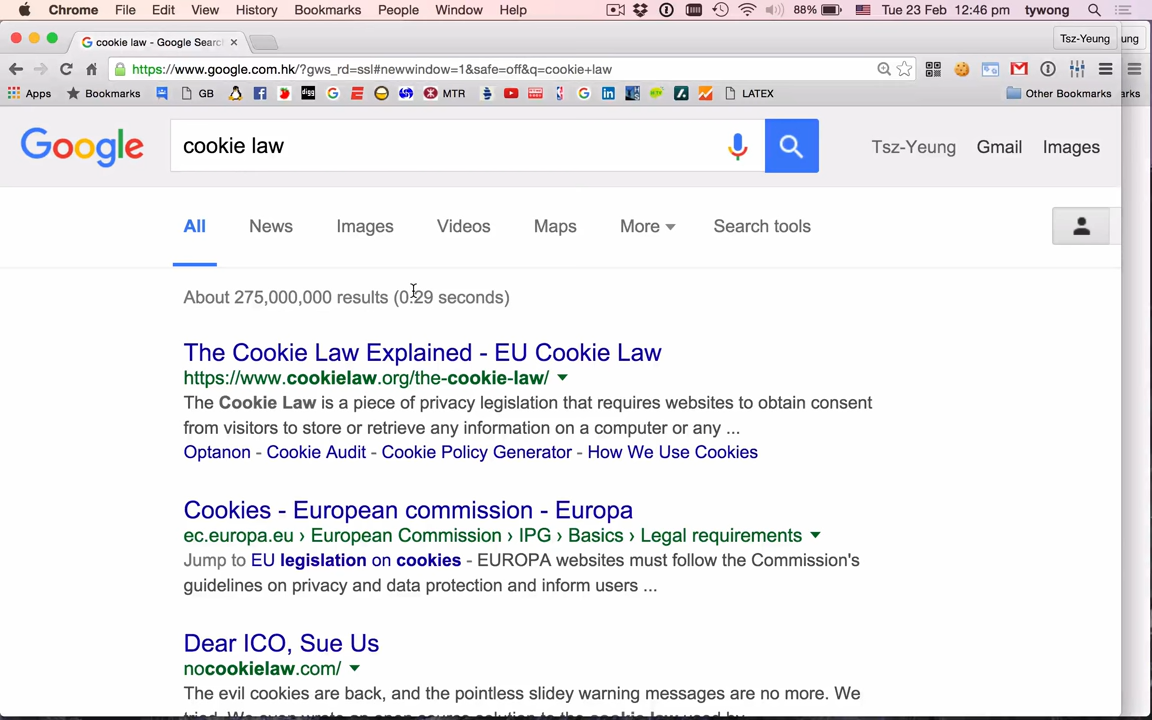 Chrome File Edit View History Bookmarks People Window Help 88% Tue 23 Feb 12:46 pm tywong
cookie law - Google Searc Tsz-Yeung ung
https://www.google.com.hk/?gws_rd=ssl#newwindow=1&safe=off&q=cookie+law
Apps Bookmarks GB MTR LATEX Other Bookmarks arks
Google cookie law Tsz-Yeung Gmail Images
All News Images Videos Maps More Search tools
About 275,000,000 results (0.29 seconds)
The Cookie Law Explained - EU Cookie Law
https://www.cookielaw.org/the-cookie-law/
The Cookie Law is a piece of privacy legislation that requires websites to obtain consent
from visitors to store or retrieve any information on a computer or any ...
Optanon - Cookie Audit - Cookie Policy Generator - How We Use Cookies
Cookies - European commission - Europa
ec.europa.eu › European Commission › IPG › Basics › Legal requirements
Jump to EU legislation on cookies - EUROPA websites must follow the Commission's
guidelines on privacy and data protection and inform users ...
Dear ICO, Sue Us
nocookielaw.com/
The evil cookies are back, and the pointless slidey warning messages are no more. We